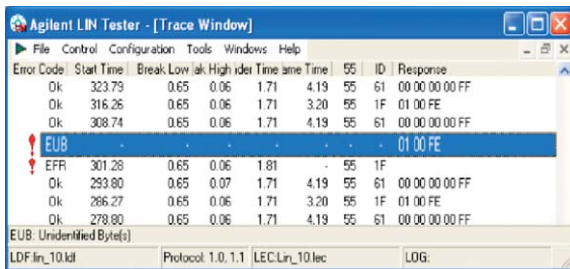 Agilent LIN Tester - [Trace Window]
File Control Configuration Tools Windows Help
Error Code Start Time Break Low ak High ider Time ame Time 55 ID Response
Ok 323.79 0.65 0.06 1.71 4.19 55 61 00 00 00 00 FF
Ok 316.26 0.65 0.06 1.71 3.20 55 1F 01 00 FE
Ok 308.74 0.65 0.06 1.71 4.19 55 61 00 00 00 00 FF
EUB - - - - - - - 01 00 FE
EFR 301.28 0.65 0.06 1.81 - 55 1F
Ok 293.80 0.65 0.07 1.71 4.19 55 61 00 00 00 00 FF
Ok 286.27 0.65 0.06 1.71 3.20 55 1F 01 00 FE
Ok 278.80 0.65 0.06 1.71 4.19 55 61 00 00 00 00 FF
EUB: Unidentified Byte(s)
LDF:lin_10.ldf Protocol: 1.0, 1.1 LEC:Lin_10.lec LOG: